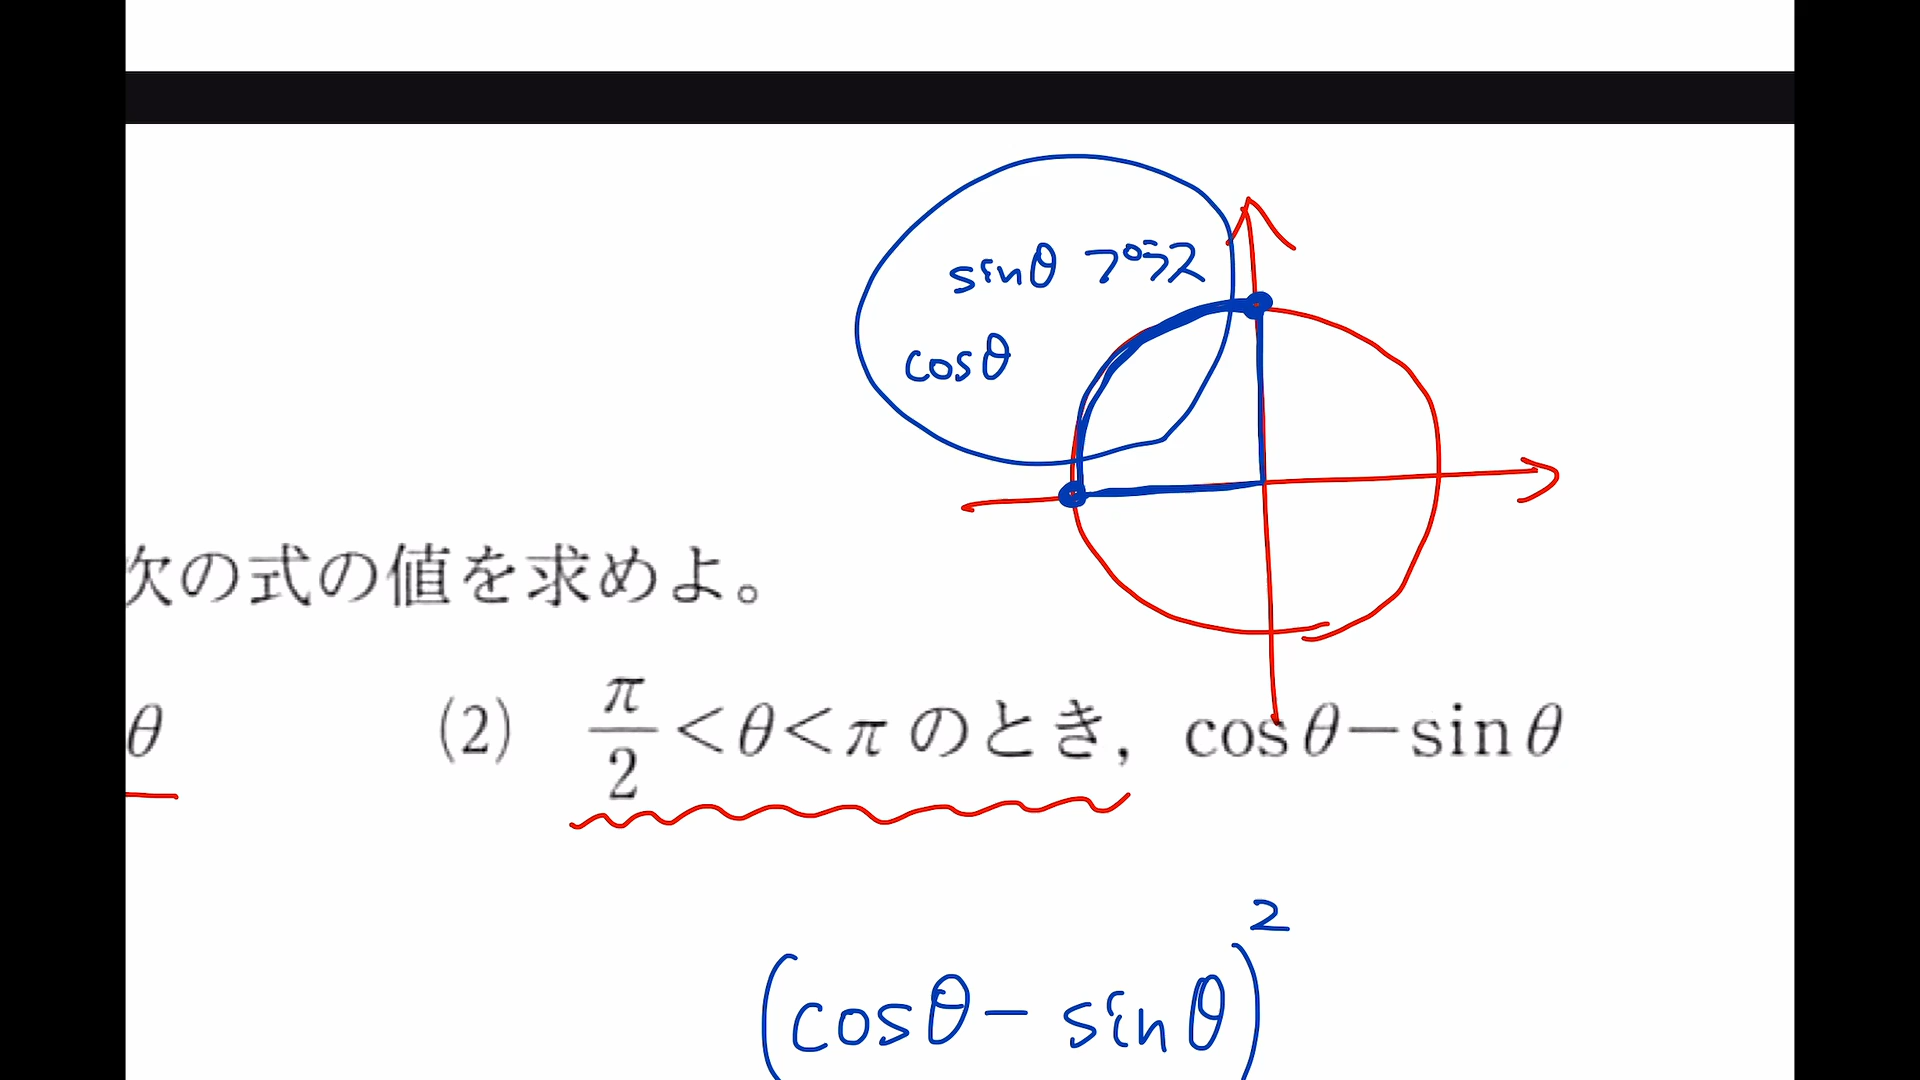 sinθ プラス
cosθ
次の式の値を求めよ。
θ (2) π/2 < θ < π のとき, cosθ−sinθ
(cosθ − sinθ)²